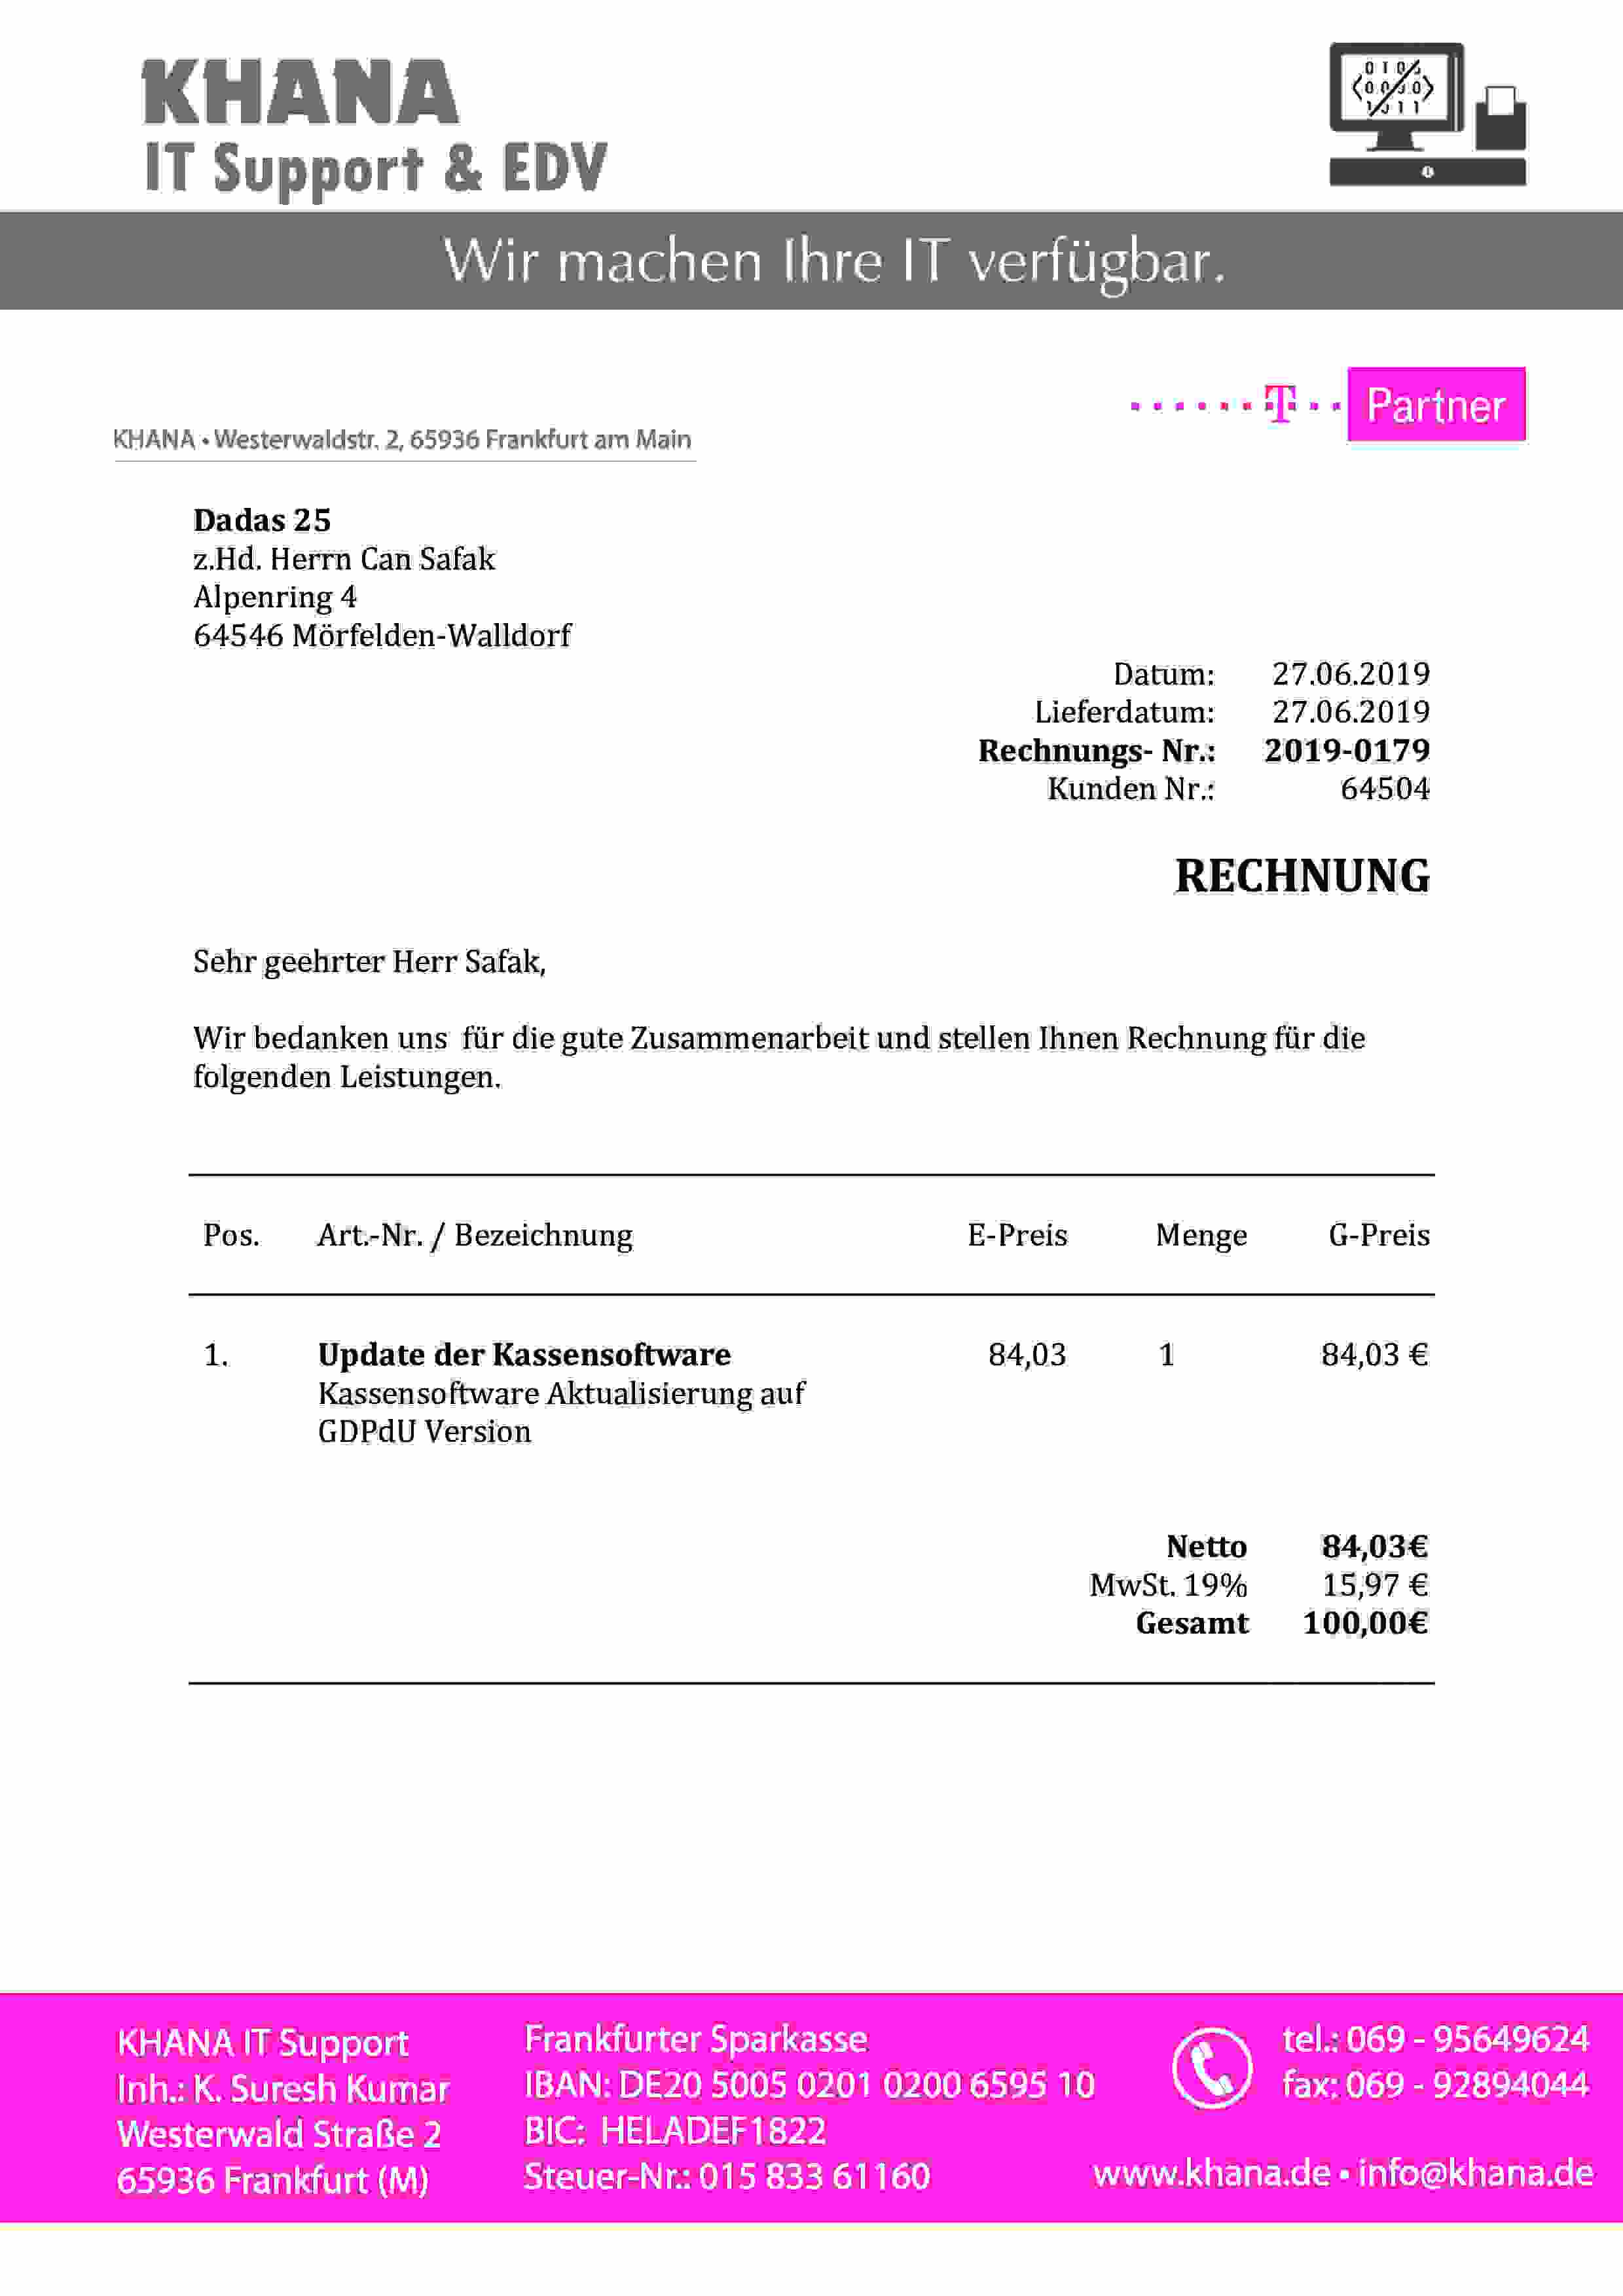 KHANA
IT Support & EDV
Wir machen Ihre IT verfügbar.
T Partner
KHANA • Westerwaldstr. 2, 65936 Frankfurt am Main
Dadas 25
z.Hd. Herrn Can Safak
Alpenring 4
64546 Mörfelden-Walldorf
Datum: 27.06.2019
Lieferdatum: 27.06.2019
Rechnungs- Nr.: 2019-0179
Kunden Nr.: 64504
RECHNUNG
Sehr geehrter Herr Safak,
Wir bedanken uns für die gute Zusammenarbeit und stellen Ihnen Rechnung für die
folgenden Leistungen.
Pos. Art.-Nr. / Bezeichnung E-Preis Menge G-Preis
1. Update der Kassensoftware 84,03 1 84,03 €
Kassensoftware Aktualisierung auf
GDPdU Version
Netto 84,03€
MwSt. 19% 15,97 €
Gesamt 100,00€
KHANA IT Support
Inh.: K. Suresh Kumar
Westerwald Straße 2
65936 Frankfurt (M)
Frankfurter Sparkasse
IBAN: DE20 5005 0201 0200 6595 10
BIC: HELADEF1822
Steuer-Nr.: 015 833 61160
tel.: 069 - 95649624
fax: 069 - 92894044
www.khana.de • info@khana.de